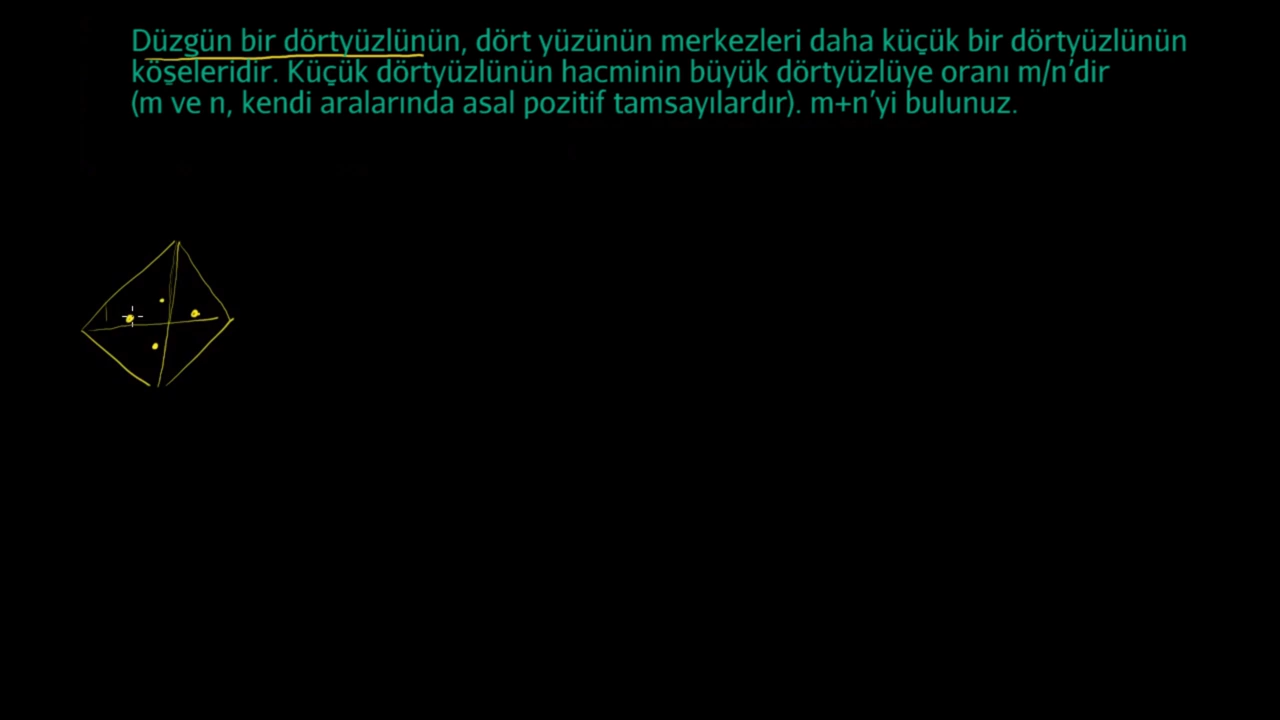 Düzgün bir dörtyüzlünün, dört yüzünün merkezleri daha küçük bir dörtyüzlünün
köşeleridir. Küçük dörtyüzlünün hacminin büyük dörtyüzlüye oranı m/n'dir
(m ve n, kendi aralarında asal pozitif tamsayılardır). m+n'yi bulunuz.